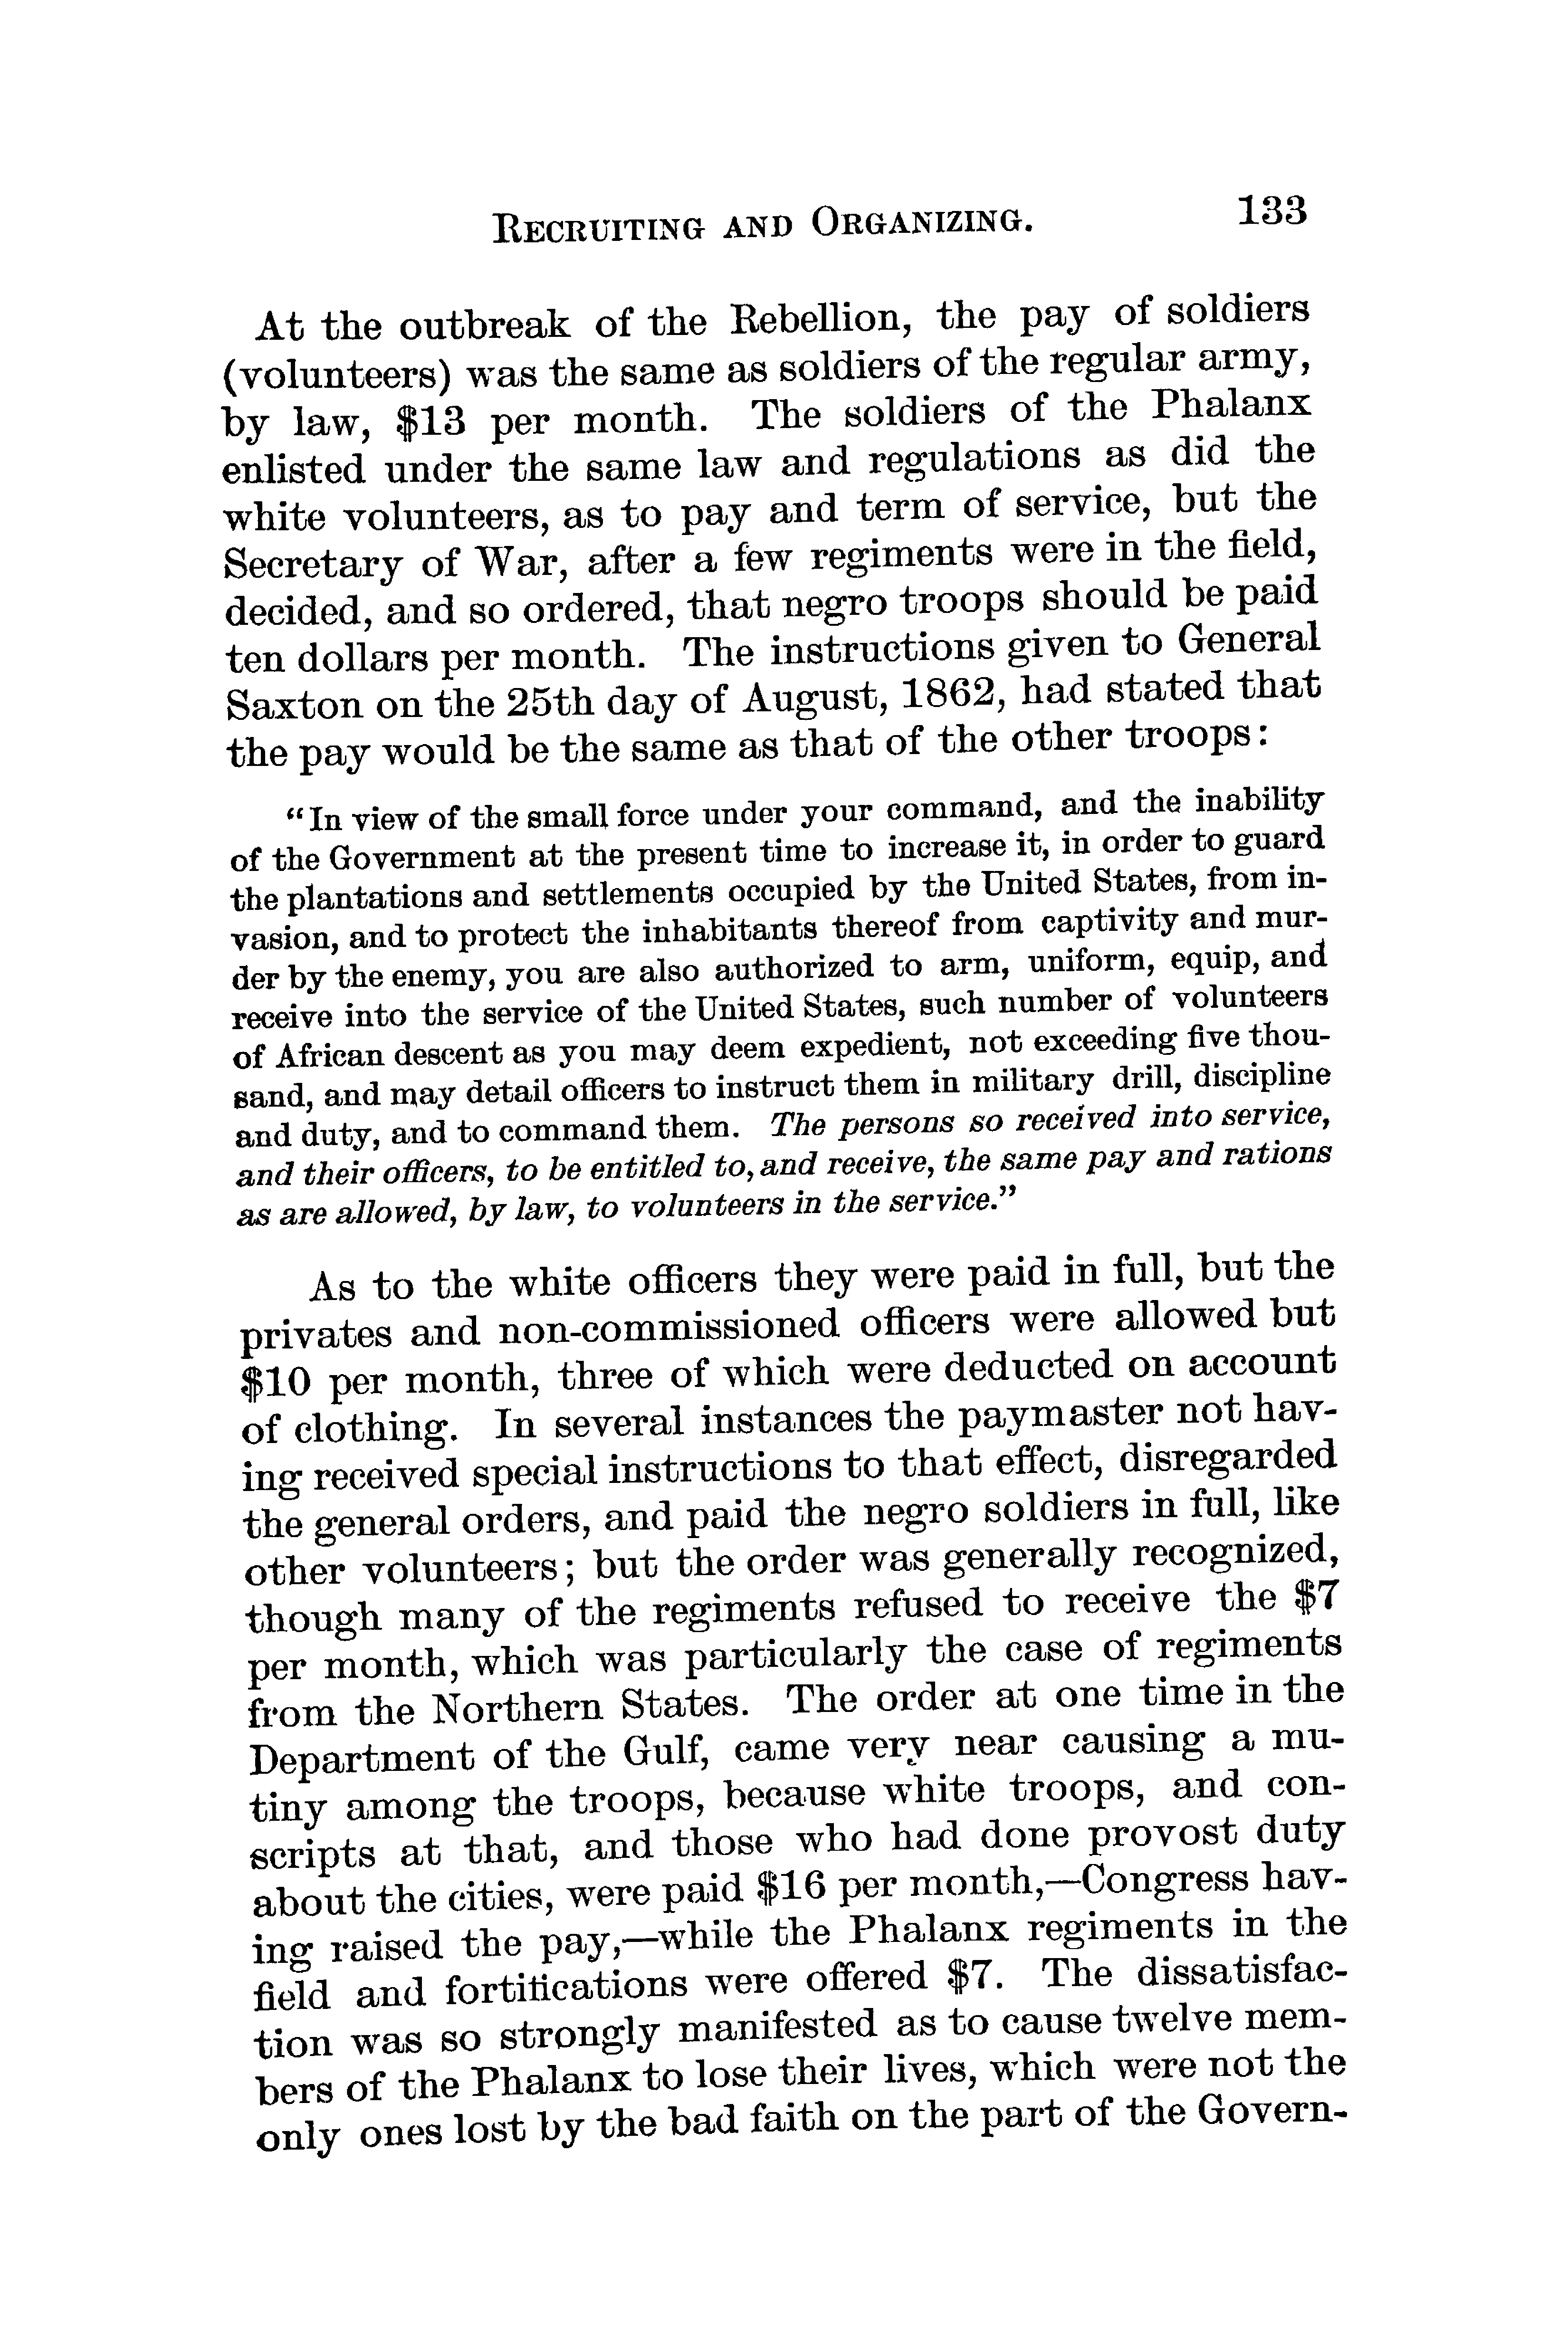 RECRUITING AND ORGANIZING. 133
At the outbreak of the Rebellion, the pay of soldiers
(volunteers) was the same as soldiers of the regular army,
by law, $13 per month. The soldiers of the Phalanx
enlisted under the same law and regulations as did the
white volunteers, as to pay and term of service, but the
Secretary of War, after a few regiments were in the field,
decided, and so ordered, that negro troops should be paid
ten dollars per month. The instructions given to General
Saxton on the 25th day of August, 1862, had stated that
the pay would be the same as that of the other troops:
"In view of the small force under your command, and the inability
of the Government at the present time to increase it, in order to guard
the plantations and settlements occupied by the United States, from in-
vasion, and to protect the inhabitants thereof from captivity and mur-
der by the enemy, you are also authorized to arm, uniform, equip, and
receive into the service of the United States, such number of volunteers
of African descent as you may deem expedient, not exceeding five thou-
sand, and may detail officers to instruct them in military drill, discipline
and duty, and to command them. The persons so received into service,
and their officers, to be entitled to, and receive, the same pay and rations
as are allowed, by law, to volunteers in the service."
As to the white officers they were paid in full, but the
privates and non-commissioned officers were allowed but
$10 per month, three of which were deducted on account
of clothing. In several instances the paymaster not hav-
ing received special instructions to that effect, disregarded
the general orders, and paid the negro soldiers in full, like
other volunteers; but the order was generally recognized,
though many of the regiments refused to receive the $7
per month, which was particularly the case of regiments
from the Northern States. The order at one time in the
Department of the Gulf, came very near causing a mu-
tiny among the troops, because white troops, and con-
scripts at that, and those who had done provost duty
about the cities, were paid $16 per month,—Congress hav-
ing raised the pay,—while the Phalanx regiments in the
field and fortifications were offered $7. The dissatisfac-
tion was so strongly manifested as to cause twelve mem-
bers of the Phalanx to lose their lives, which were not the
only ones lost by the bad faith on the part of the Govern-